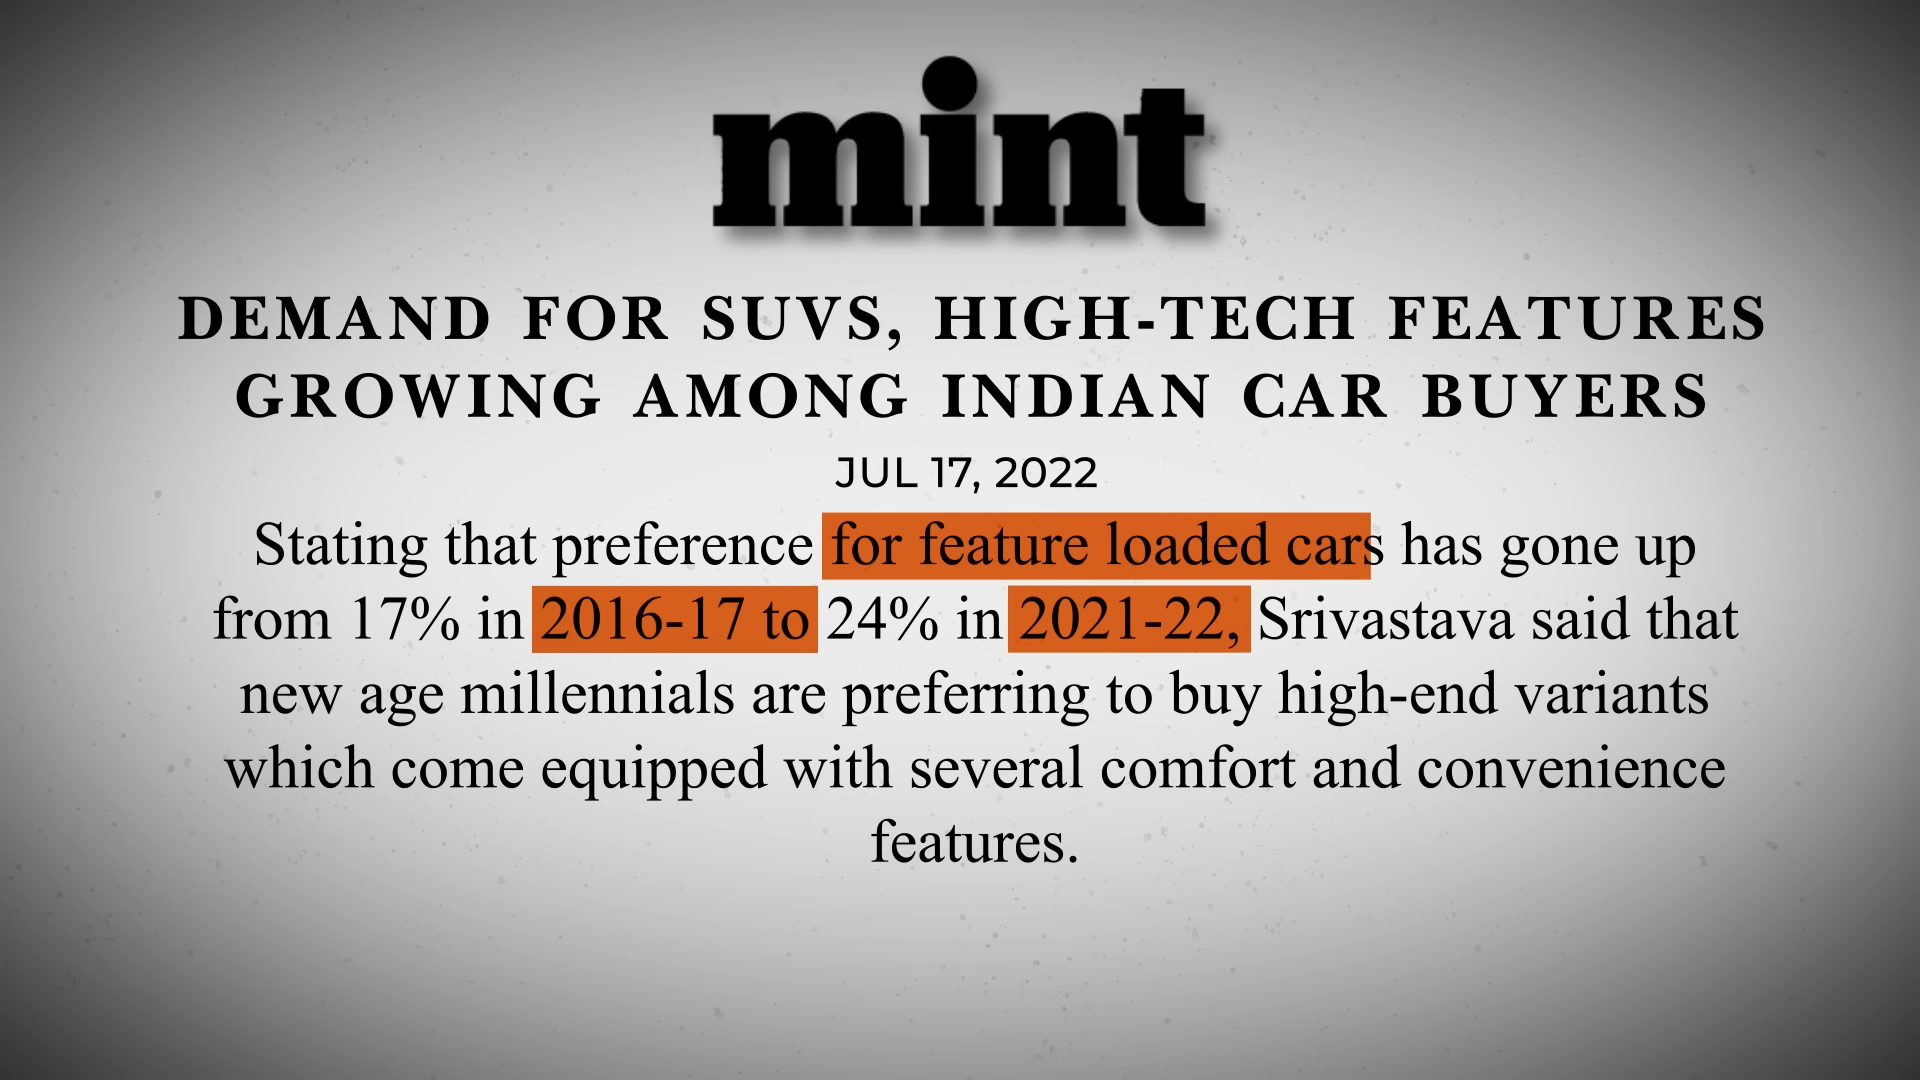 mint
DEMAND FOR SUVS, HIGH-TECH FEATURES
GROWING AMONG INDIAN CAR BUYERS
JUL 17, 2022
Stating that preference for feature loaded cars has gone up
from 17% in 2016-17 to 24% in 2021-22, Srivastava said that
new age millennials are preferring to buy high-end variants
which come equipped with several comfort and convenience
features.